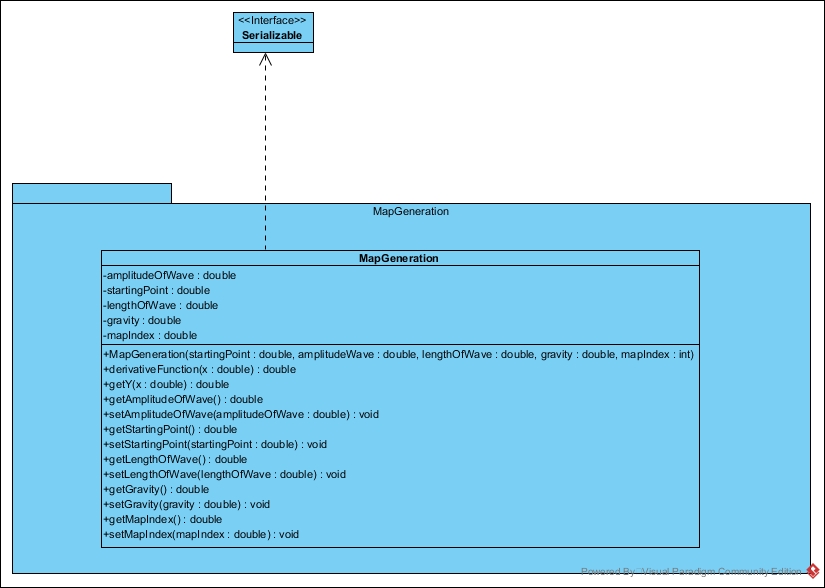 <<Interface>>
Serializable
MapGeneration
MapGeneration
-amplitudeOfWave : double
-startingPoint : double
-lengthOfWave : double
-gravity : double
-mapIndex : double
+MapGeneration(startingPoint : double, amplitudeWave : double, lengthOfWave : double, gravity : double, mapIndex : int)
+derivativeFunction(x : double) : double
+getY(x : double) : double
+getAmplitudeOfWave() : double
+setAmplitudeOfWave(amplitudeOfWave : double) : void
+getStartingPoint() : double
+setStartingPoint(startingPoint : double) : void
+getLengthOfWave() : double
+setLengthOfWave(lengthOfWave : double) : void
+getGravity() : double
+setGravity(gravity : double) : void
+getMapIndex() : double
+setMapIndex(mapIndex : double) : void
Powered By Visual Paradigm Community Edition